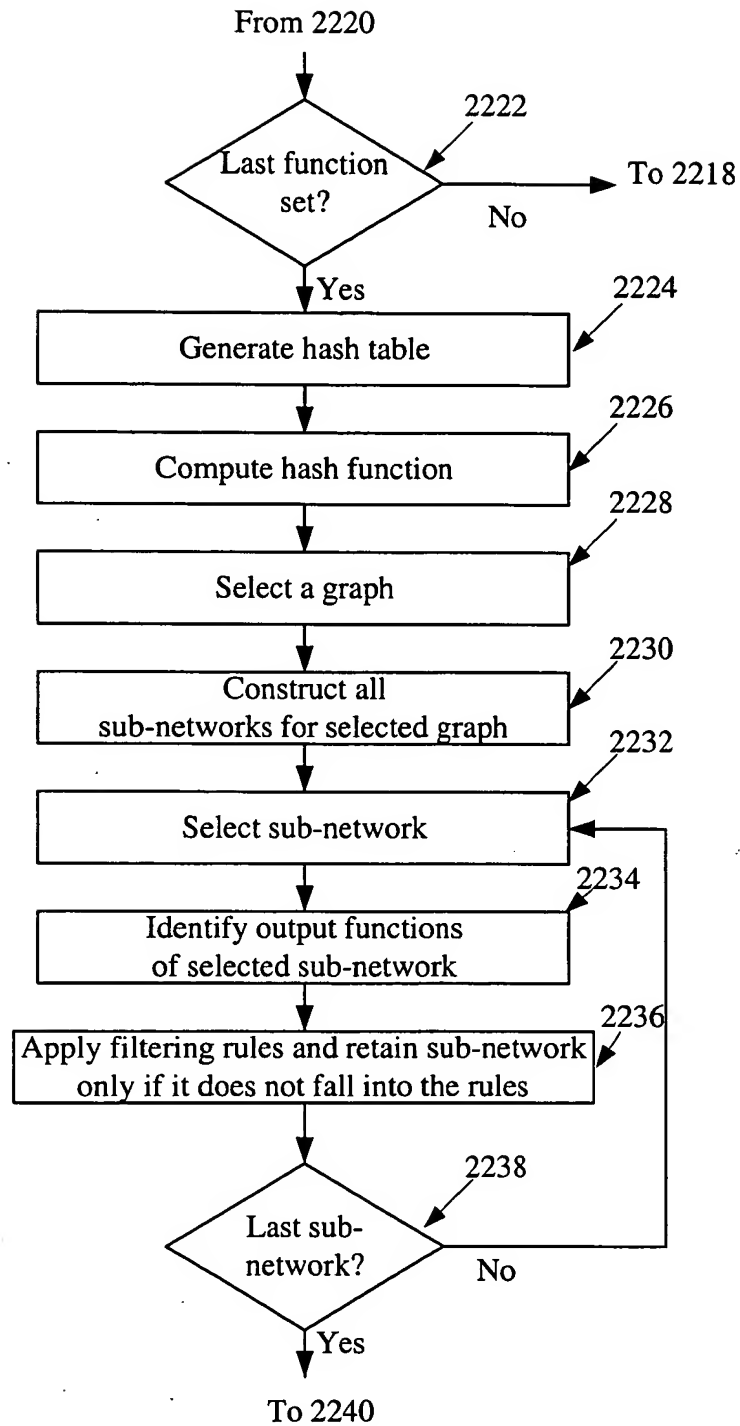 From 2220
2222
Last function
set?
To 2218
No
Yes
2224
Generate hash table
2226
Compute hash function
2228
Select a graph
2230
Construct all
sub-networks for selected graph
2232
Select sub-network
2234
Identify output functions
of selected sub-network
2236
Apply filtering rules and retain sub-network
only if it does not fall into the rules
2238
Last sub-
network?
No
Yes
To 2240